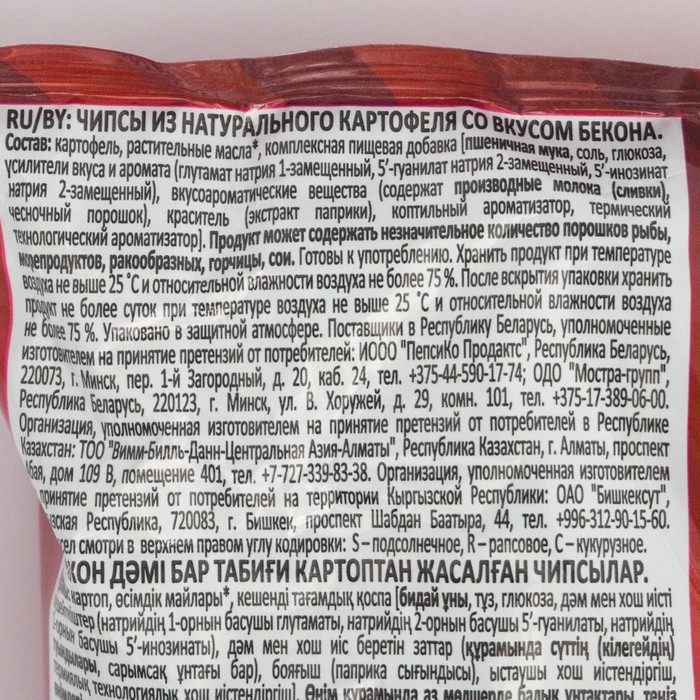 RU/BY: ЧИПСЫ ИЗ НАТУРАЛЬНОГО КАРТОФЕЛЯ СО ВКУСОМ БЕКОНА.
Состав: картофель, растительные масла*, комплексная пищевая добавка [пшеничная мука, соль, глюкоза,
усилители вкуса и аромата (глутамат натрия 1-замещенный, 5’-гуанилат натрия 2-замещенный, 5’-инозинат
натрия 2-замещенный), вкусоароматические вещества (содержат производные молока (сливки),
чесночный порошок), краситель (экстракт паприки), коптильный ароматизатор, термический
технологический ароматизатор]. Продукт может содержать незначительное количество порошков рыбы,
морепродуктов, ракообразных, горчицы, сои. Готовы к употреблению. Хранить продукт при температуре
воздуха не выше 25 °С и относительной влажности воздуха не более 75 %. После вскрытия упаковки хранить
продукт не более суток при температуре воздуха не выше 25 °С и относительной влажности воздуха
не более 75 %. Упаковано в защитной атмосфере. Поставщики в Республику Беларусь, уполномоченные
изготовителем на принятие претензий от потребителей: ИООО "ПепсиКо Продактс", Республика Беларусь,
220073, г. Минск, пер. 1-й Загородный, д. 20, каб. 24, тел. +375-44-590-17-74; ОДО "Мостра-групп",
Республика Беларусь, 220123, г. Минск, ул. В. Хоружей, д. 29, комн. 101, тел. +375-17-389-06-00.
Организация, уполномоченная изготовителем на принятие претензий от потребителей в Республике
Казахстан: ТОО "Вимм-Билль-Данн-Центральная Азия-Алматы", Республика Казахстан, г. Алматы, проспект
Абая, дом 109 В, помещение 401, тел. +7-727-339-83-38. Организация, уполномоченная изготовителем
принятие претензий от потребителей на территории Кыргызской Республики: ОАО "Бишкексут",
Республика, 720083, г. Бишкек, проспект Шабдан Баатыра, 44, тел. +996-312-90-15-60.
смотри в верхнем правом углу кодировки: S – подсолнечное, R – рапсовое, С – кукурузное.
ДӘМІ БАР ТАБИҒИ КАРТОПТАН ЖАСАЛҒАН ЧИПСЫЛАР.
картоп, өсімдік майлары*, кешенді тағамдық қоспа [бидай ұны, тұз, глюкоза, дәм мен хош иісті
(натрийдің 1-орнын басушы глутаматы, натрийдің 2-орнын басушы 5’-гуанилаты, натрийдің
басушы 5’-инозинаты), дәм мен хош иіс беретін заттар (құрамында сүттің (кілегейдің)
сарымсақ ұнтағы бар), бояғыш (паприка сығындысы), ыстаушы хош иістендіргіш,
технологиялық хош иістендіргіш]. Өнім құрамында аз мөлшерде балық ұнтақтары